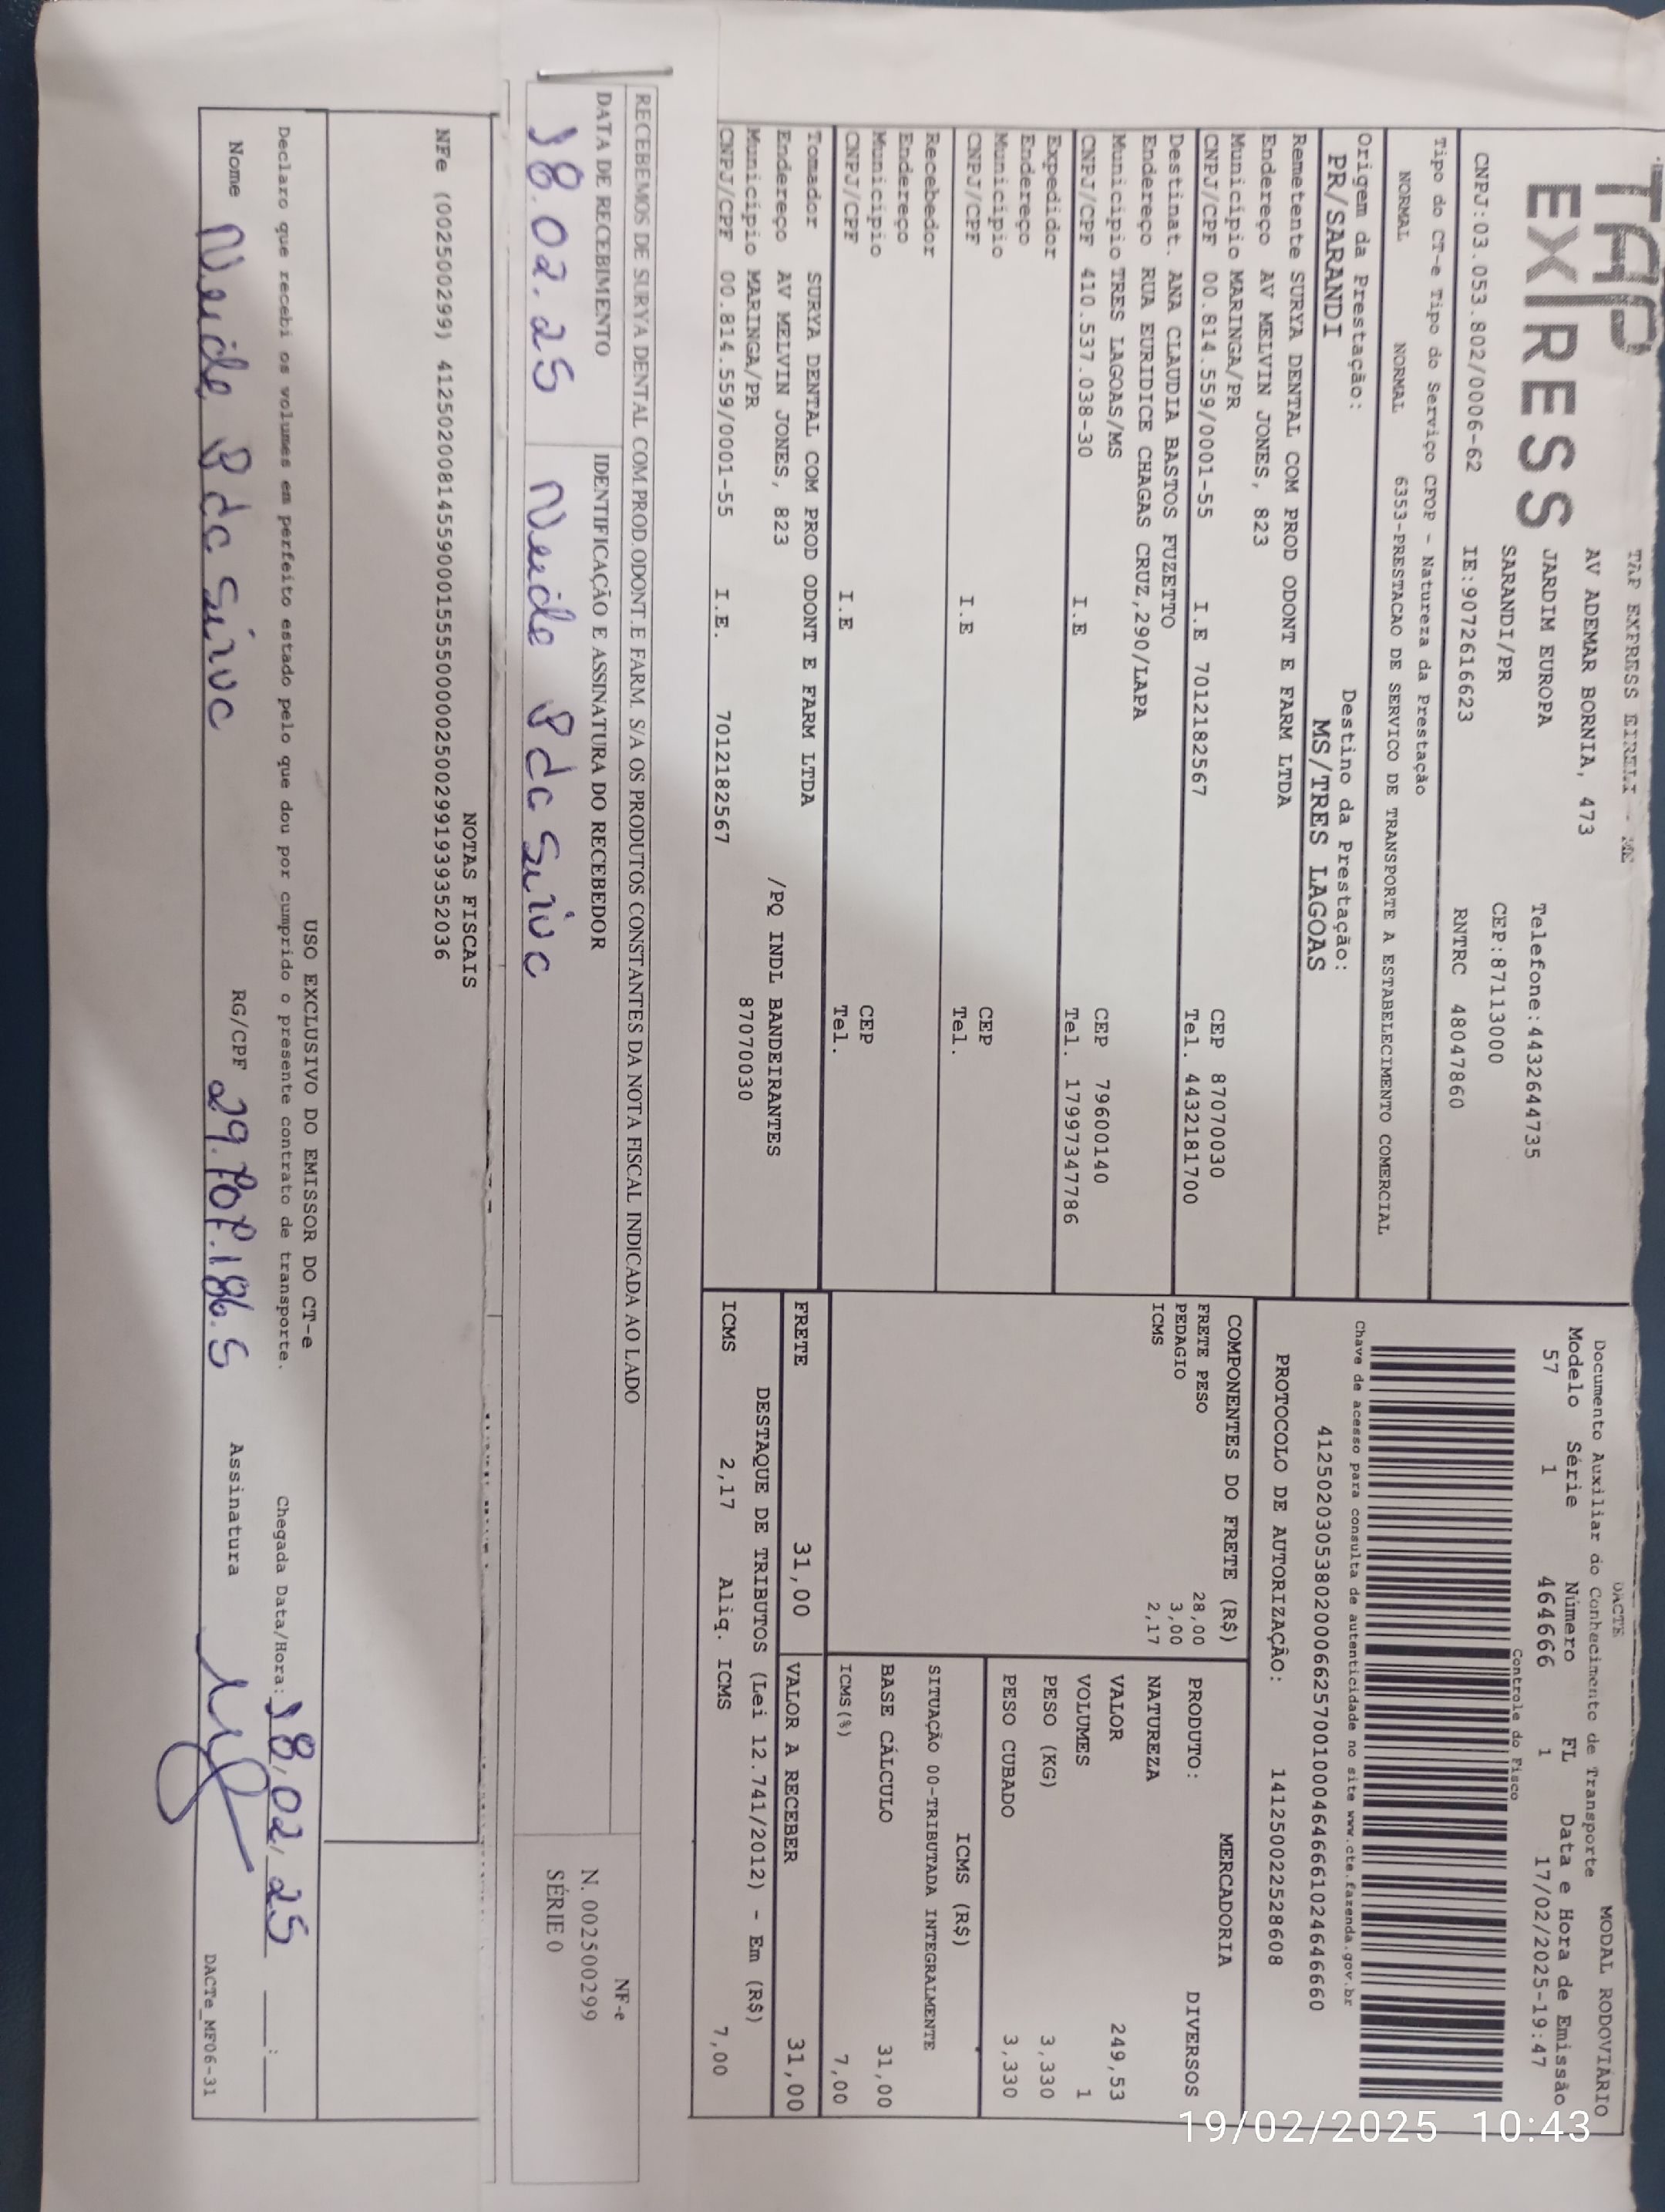 TAP
EXPRESS
TAP EXPRESS EIRELI - ME
AV ADEMAR BORNIA, 473
JARDIM EUROPA Telefone:4432644735
SARANDI/PR CEP:87113000
CNPJ:03.053.802/0006-62 IE:9072616623 RNTRC 48047860
DACTE MODAL RODOVIÁRIO
Documento Auxiliar do Conhecimento de Transporte
Modelo Série Número FL Data e Hora de Emissão
57 1 464666 1 17/02/2025-19:47
Controle do Fisco
Tipo do CT-e Tipo do Serviço CFOP - Natureza da Prestação
NORMAL NORMAL 6353-PRESTACAO DE SERVICO DE TRANSPORTE A ESTABELECIMENTO COMERCIAL
Chave de acesso para consulta de autenticidade no site www.cte.fazenda.gov.br
41250203053802000662570010004646661024646660
Origem da Prestação: Destino da Prestação:
PR/SARANDI MS/TRES LAGOAS
PROTOCOLO DE AUTORIZAÇÃO: 141250022528608
Remetente SURYA DENTAL COM PROD ODONT E FARM LTDA
Endereço AV MELVIN JONES, 823
Município MARINGA/PR CEP 87070030
CNPJ/CPF 00.814.559/0001-55 I.E 7012182567 Tel. 4432181700
Destinat. ANA CLAUDIA BASTOS FUZETTO
Endereço RUA EURIDICE CHAGAS CRUZ,290/LAPA
Município TRES LAGOAS/MS CEP 79600140
CNPJ/CPF 410.537.038-30 I.E Tel. 17997347786
Expedidor
Endereço
Município CEP
CNPJ/CPF I.E Tel.
Recebedor
Endereço
Município CEP
CNPJ/CPF I.E Tel.
Tomador SURYA DENTAL COM PROD ODONT E FARM LTDA
Endereço AV MELVIN JONES, 823 /PQ INDL BANDEIRANTES
Município MARINGA/PR 87070030
CNPJ/CPF 00.814.559/0001-55 I.E. 7012182567
COMPONENTES DO FRETE (R$)
FRETE PESO 28,00
PEDAGIO 3,00
ICMS 2,17
MERCADORIA
PRODUTO: DIVERSOS
NATUREZA
VALOR 249,53
VOLUMES 1
PESO (KG) 3,330
PESO CUBADO 3,330
ICMS (R$)
SITUAÇÃO 00-TRIBUTADA INTEGRALMENTE
BASE CÁLCULO 31,00
ICMS(%) 7,00
FRETE 31,00 VALOR A RECEBER 31,00
DESTAQUE DE TRIBUTOS (Lei 12.741/2012) - Em (R$)
ICMS 2,17 Aliq. ICMS 7,00
RECEBEMOS DE SURYA DENTAL COM.PROD.ODONT.E FARM. S/A OS PRODUTOS CONSTANTES DA NOTA FISCAL INDICADA AO LADO
DATA DE RECEBIMENTO IDENTIFICAÇÃO E ASSINATURA DO RECEBEDOR
18.02.25 Neide P da Silva
NF-e
N. 002500299
SÉRIE 0
NOTAS FISCAIS
NFe (002500299) 41250200814559000155550000025002991939352036
USO EXCLUSIVO DO EMISSOR DO CT-e
Declaro que recebi os volumes em perfeito estado pelo que dou por cumprido o presente contrato de transporte. Chegada Data/Hora: 18,02,25 __:__
Nome Neide P da Silva RG/CPF Assinatura
DACTe_MF06-31
19/02/2025 10:43